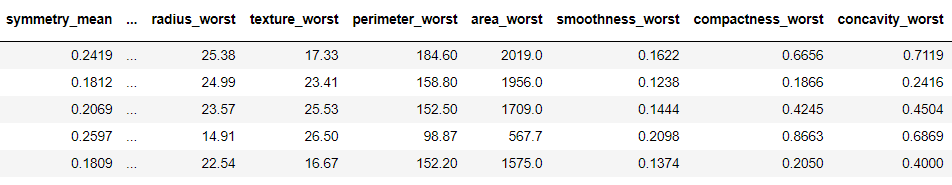 symmetry_mean ... radius_worst texture_worst perimeter_worst area_worst smoothness_worst compactness_worst concavity_worst
0.2419 ... 25.38 17.33 184.60 2019.0 0.1622 0.6656 0.7119
0.1812 ... 24.99 23.41 158.80 1956.0 0.1238 0.1866 0.2416
0.2069 ... 23.57 25.53 152.50 1709.0 0.1444 0.4245 0.4504
0.2597 ... 14.91 26.50 98.87 567.7 0.2098 0.8663 0.6869
0.1809 ... 22.54 16.67 152.20 1575.0 0.1374 0.2050 0.4000